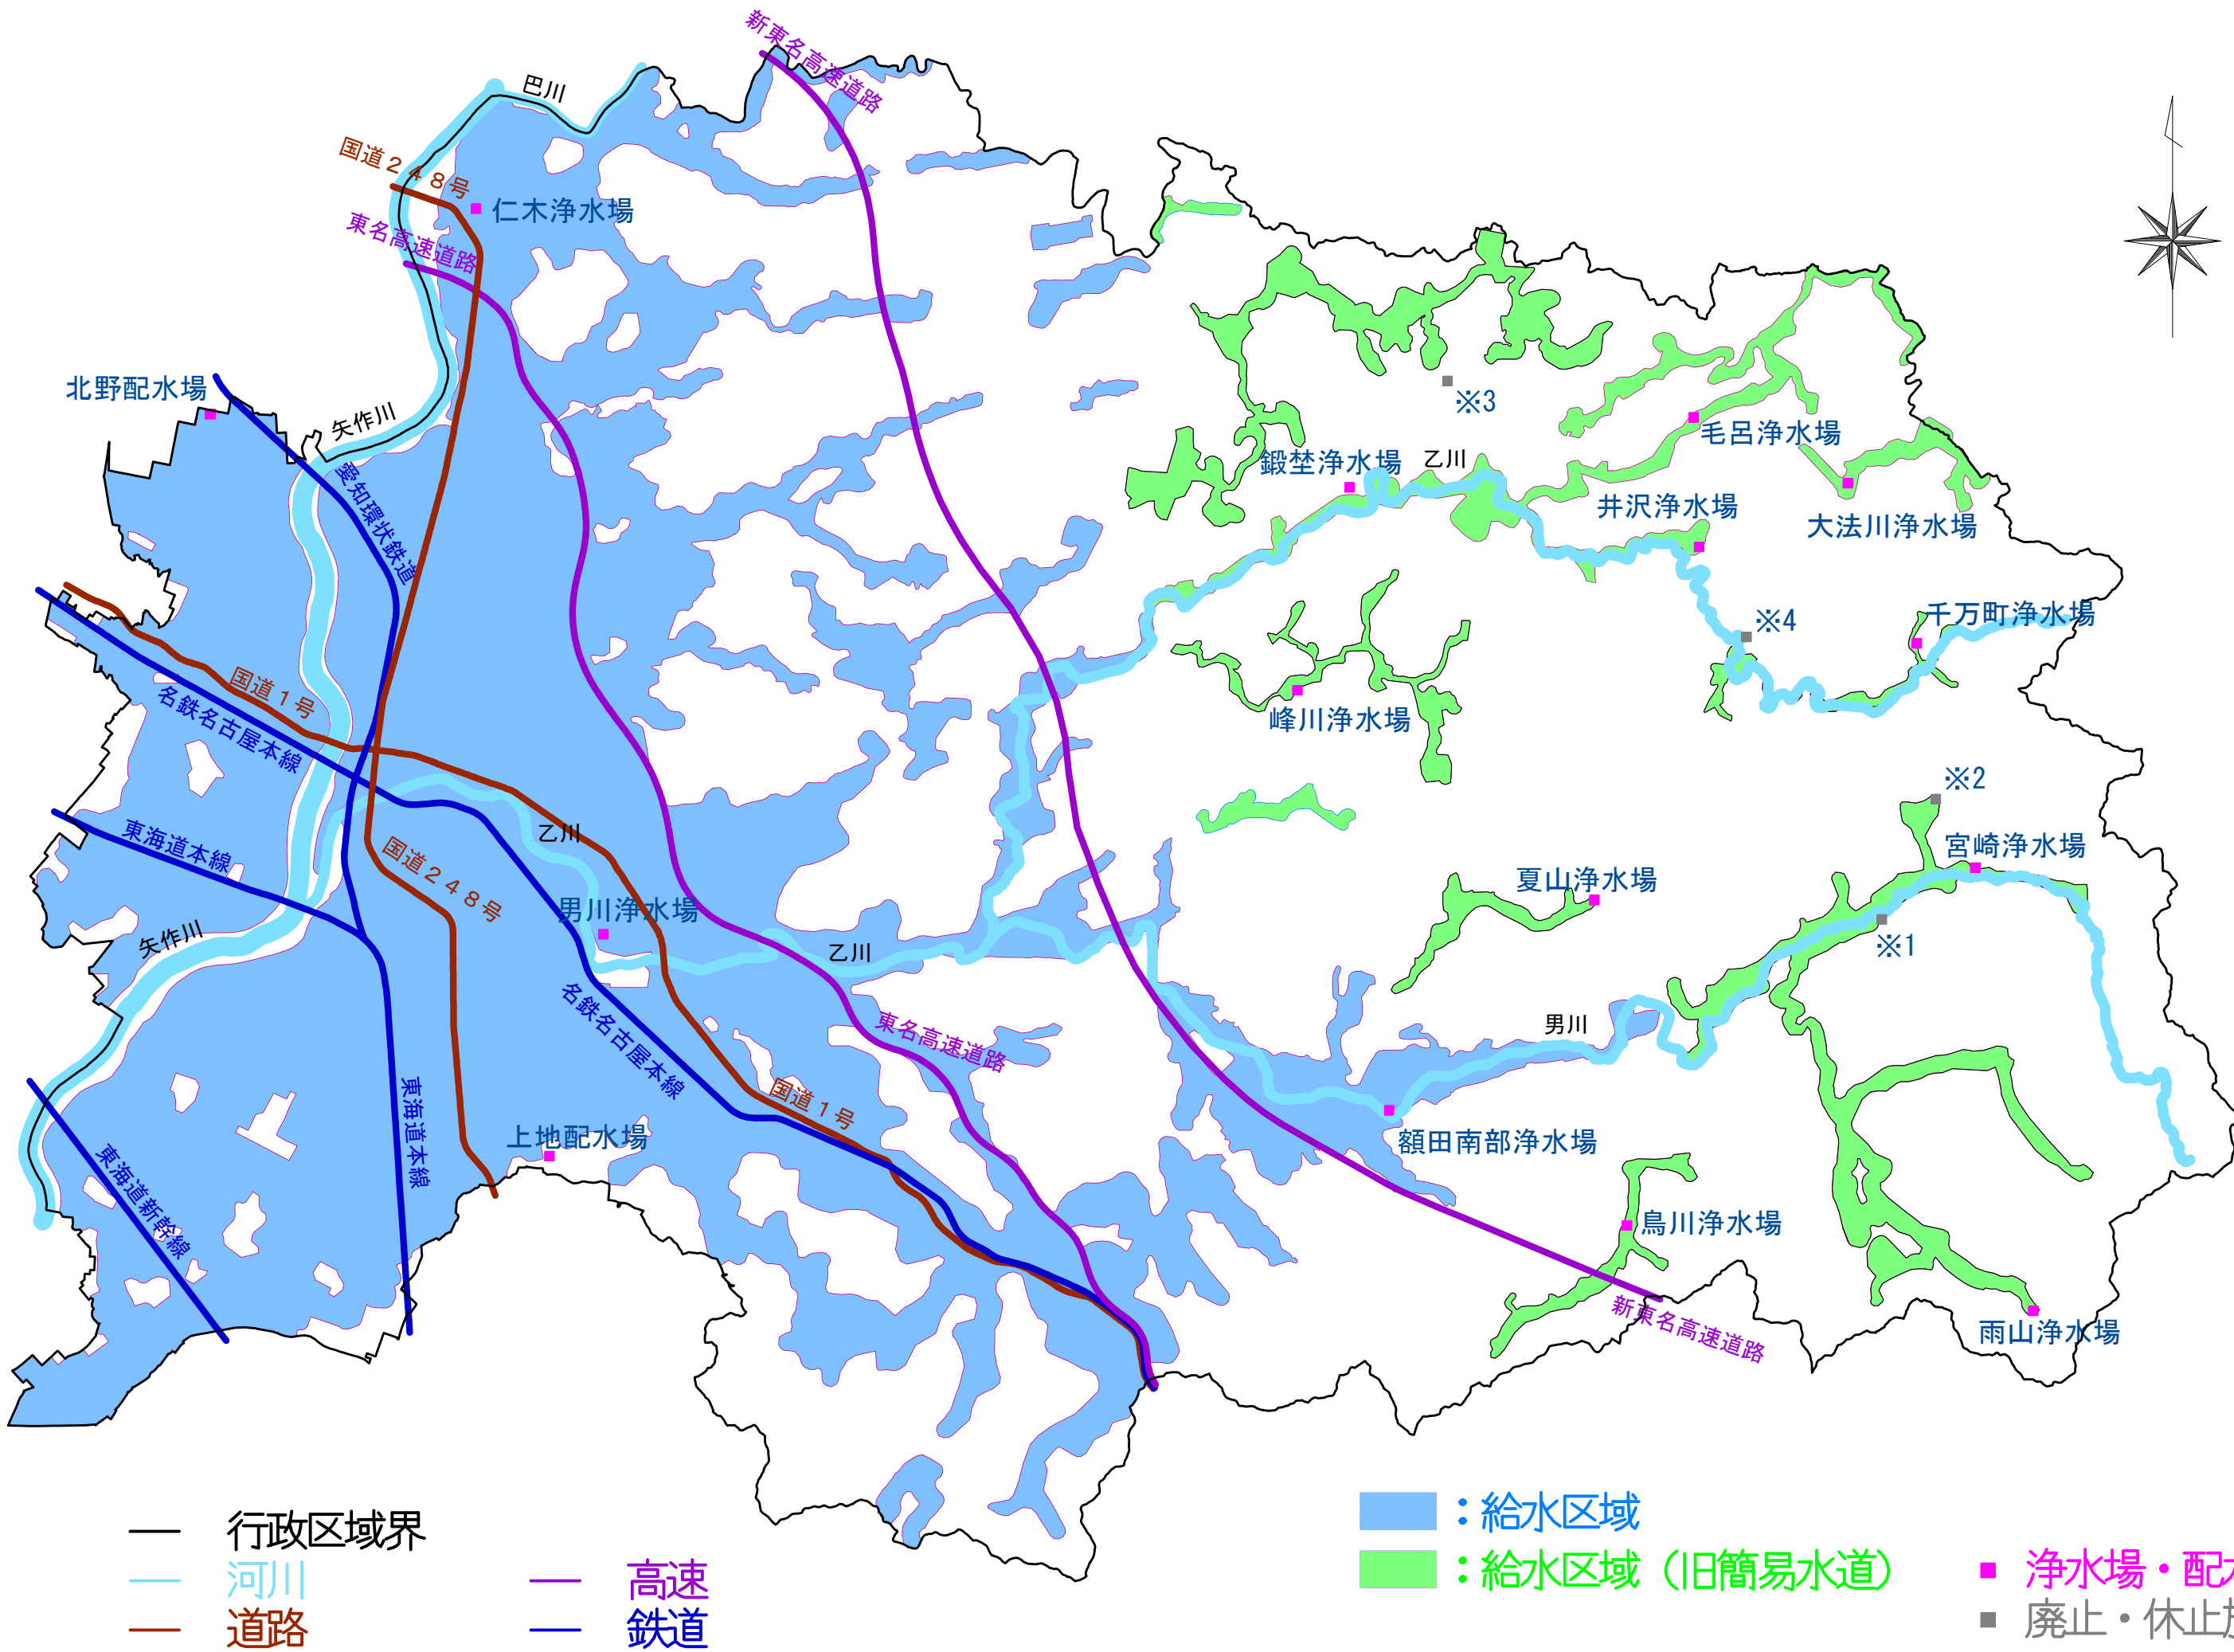 新東名高速道路
巴川
国道２４８号
仁木浄水場
東名高速道路
北野配水場
矢作川
愛知環状鉄道
※3
毛呂浄水場
鍛埜浄水場
乙川
井沢浄水場
大法川浄水場
千万町浄水場
※4
国道１号
名鉄名古屋本線
峰川浄水場
※2
東海道本線
乙川
国道２４８号
宮崎浄水場
夏山浄水場
男川浄水場
※1
矢作川
乙川
名鉄名古屋本線
東名高速道路
男川
国道１号
東海道本線
上地配水場
額田南部浄水場
東海道新幹線
鳥川浄水場
新東名高速道路
雨山浄水場
行政区域界
河川
道路
高速
鉄道
：給水区域
：給水区域（旧簡易水道）
浄水場・配
廃止・休止